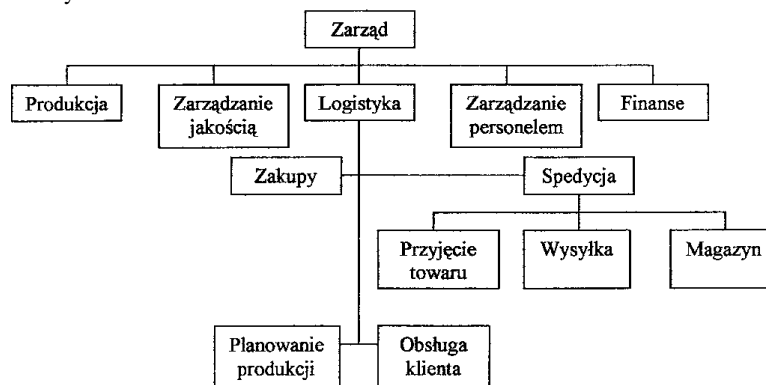 Zarząd
Produkcja
Zarządzanie
jakością
Logistyka
Zarządzanie
personelem
Finanse
Zakupy
Spedycja
Przyjęcie
towaru
Wysyłka
Magazyn
Planowanie
produkcji
Obsługa
klienta